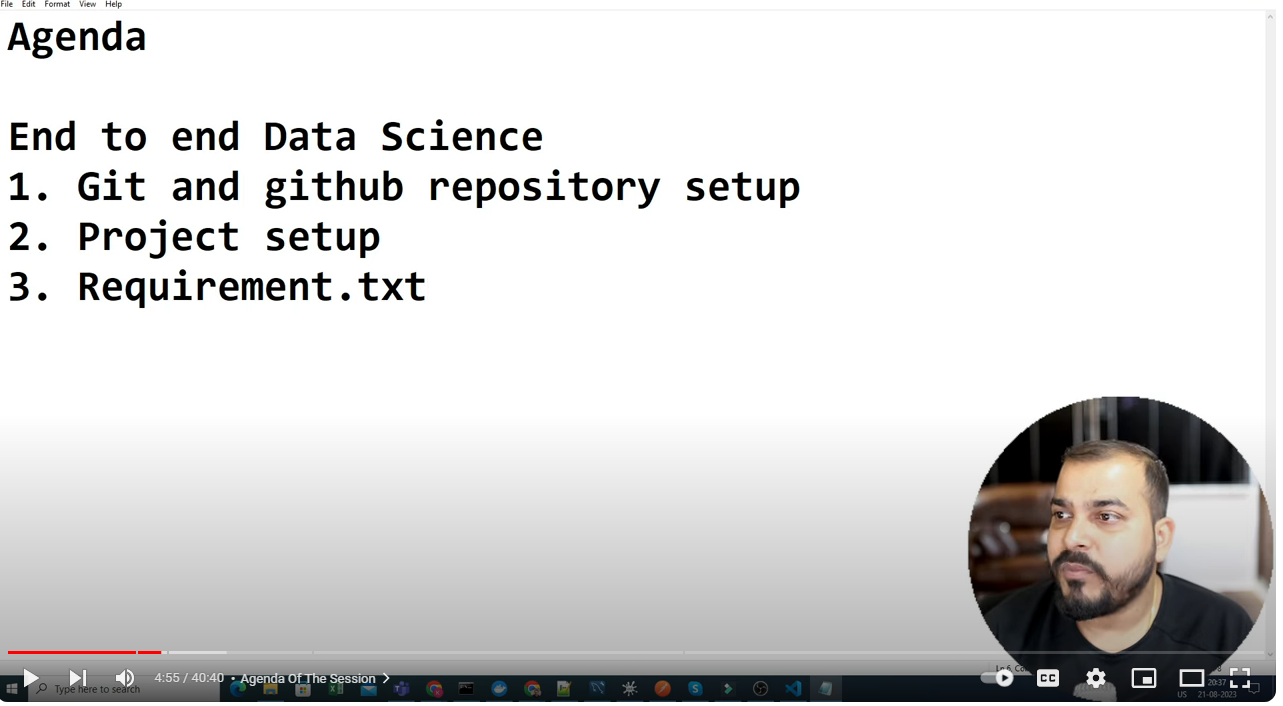 File Edit Format View Help
Agenda
End to end Data Science
1. Git and github repository setup
2. Project setup
3. Requirement.txt
4:55 / 40:40 • Agenda Of The Session
CC
Type here to search
20:37
US 21-08-2023